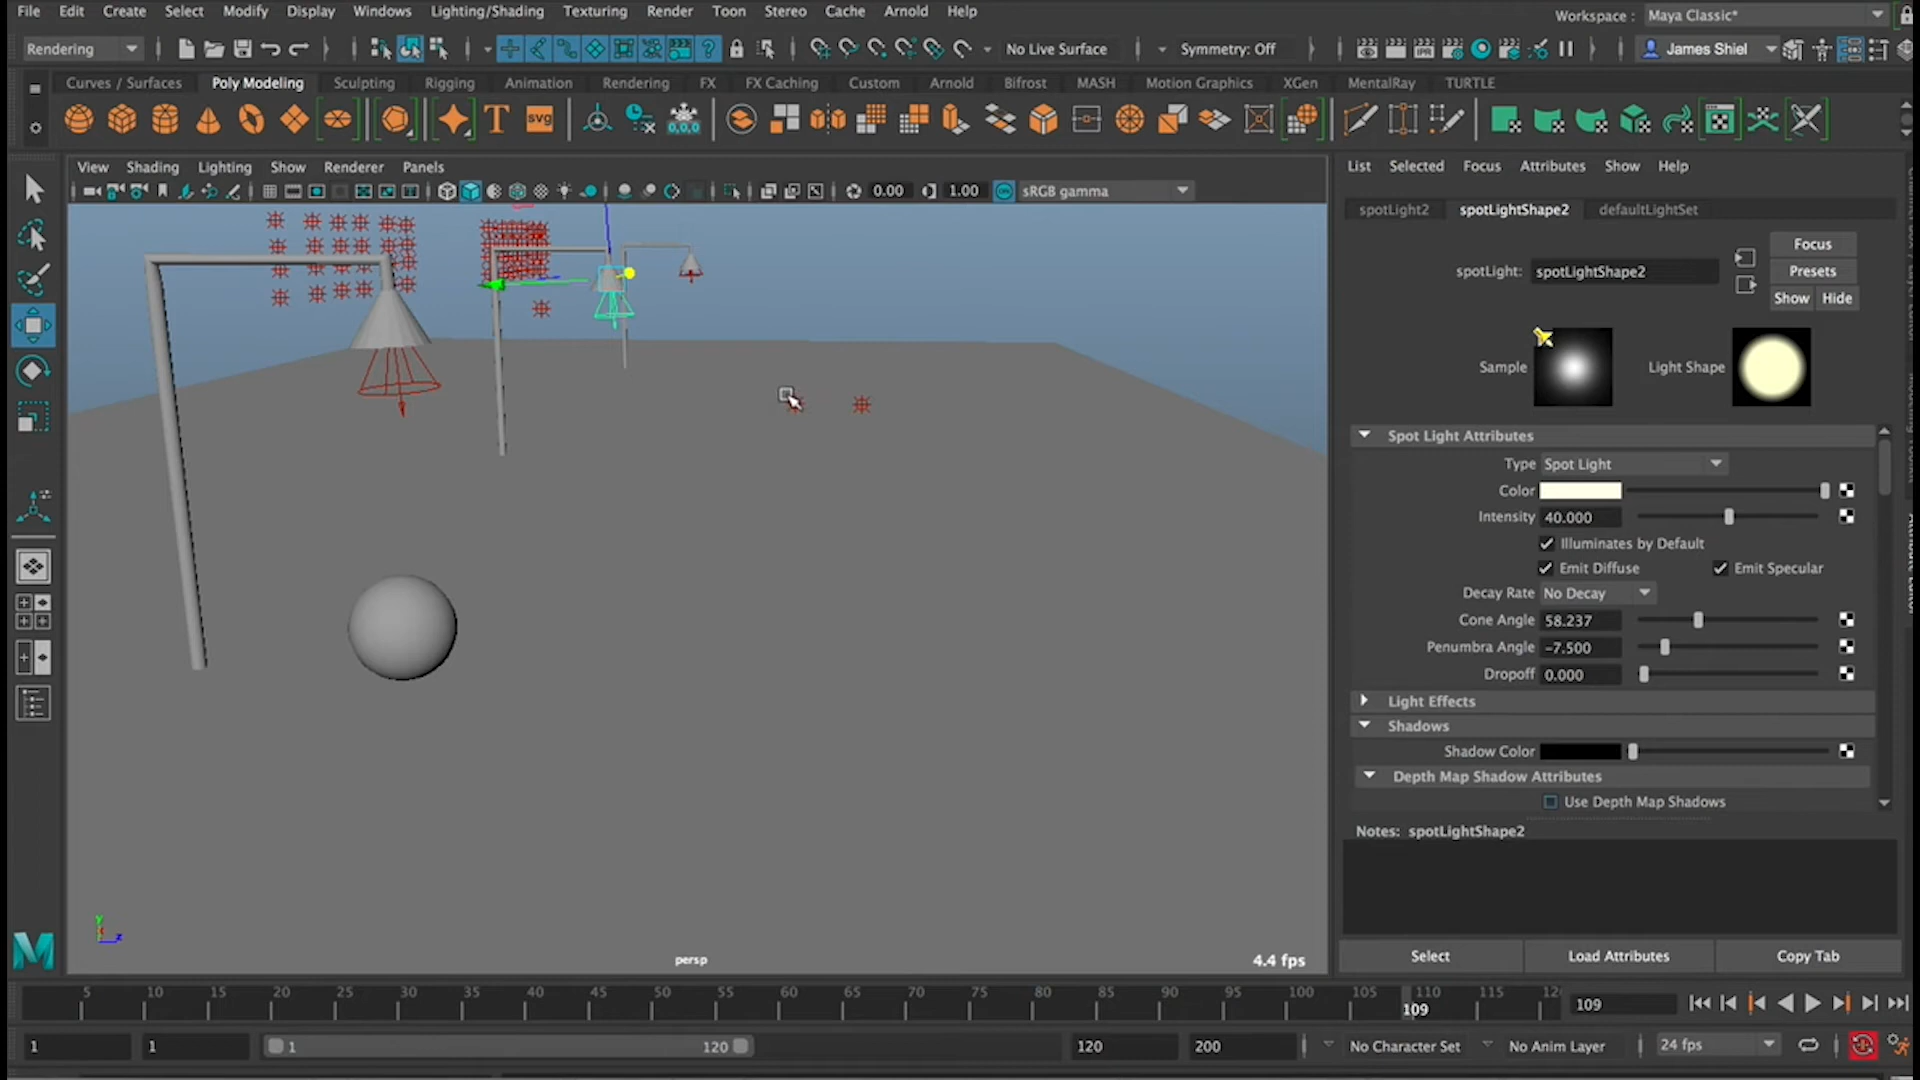 File Edit Create Select Modify Display Windows Lighting/Shading Texturing Render Toon Stereo Cache Arnold Help
Workspace : Maya Classic*
Rendering
No Live Surface
Symmetry: Off
James Shiel
Curves / Surfaces Poly Modeling Sculpting Rigging Animation Rendering FX FX Caching Custom Arnold Bifrost MASH Motion Graphics XGen MentalRay TURTLE
T
svg
0,0,0
View Shading Lighting Show Renderer Panels
0.00
1.00
sRGB gamma
List Selected Focus Attributes Show Help
spotLight2 spotLightShape2 defaultLightSet
Focus
spotLight: spotLightShape2
Presets
Show Hide
Sample
Light Shape
Spot Light Attributes
Type Spot Light
Color
Intensity 40.000
Illuminates by Default
Emit Diffuse
Emit Specular
Decay Rate No Decay
Cone Angle 58.237
Penumbra Angle -7.500
Dropoff 0.000
Light Effects
Shadows
Shadow Color
Depth Map Shadow Attributes
Use Depth Map Shadows
Notes: spotLightShape2
Select
Load Attributes
Copy Tab
y
z
persp
4.4 fps
5 10 15 20 25 30 35 40 45 50 55 60 65 70 75 80 85 90 95 100 105 110 115 12
109
109
1
1
1
120
120
200
No Character Set
No Anim Layer
24 fps